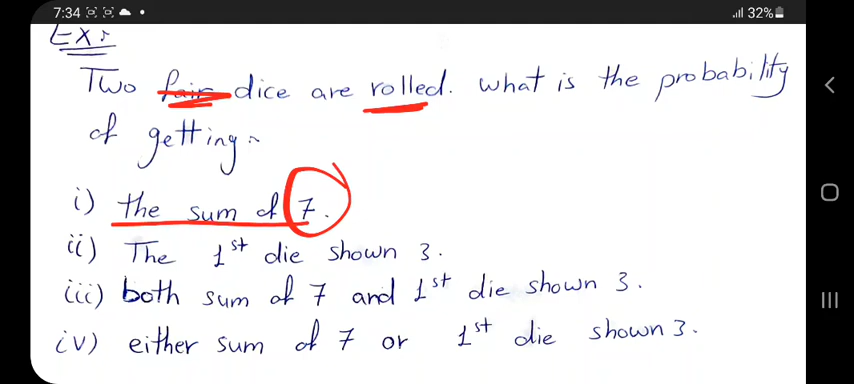 7:34 32%
Ex:
Two fair dice are rolled. What is the probability
of getting:
i) the sum of 7.
ii) The 1st die shown 3.
iii) both sum of 7 and 1st die shown 3.
iv) either sum of 7 or 1st die shown 3.